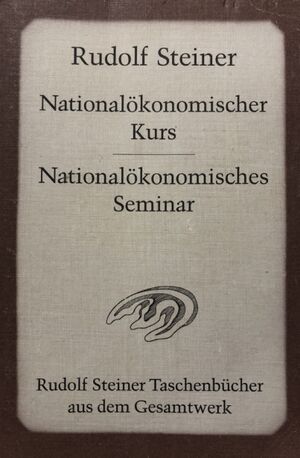 Rudolf Steiner
Nationalökonomischer
Kurs
Nationalökonomisches
Seminar
Rudolf Steiner Taschenbücher
aus dem Gesamtwerk